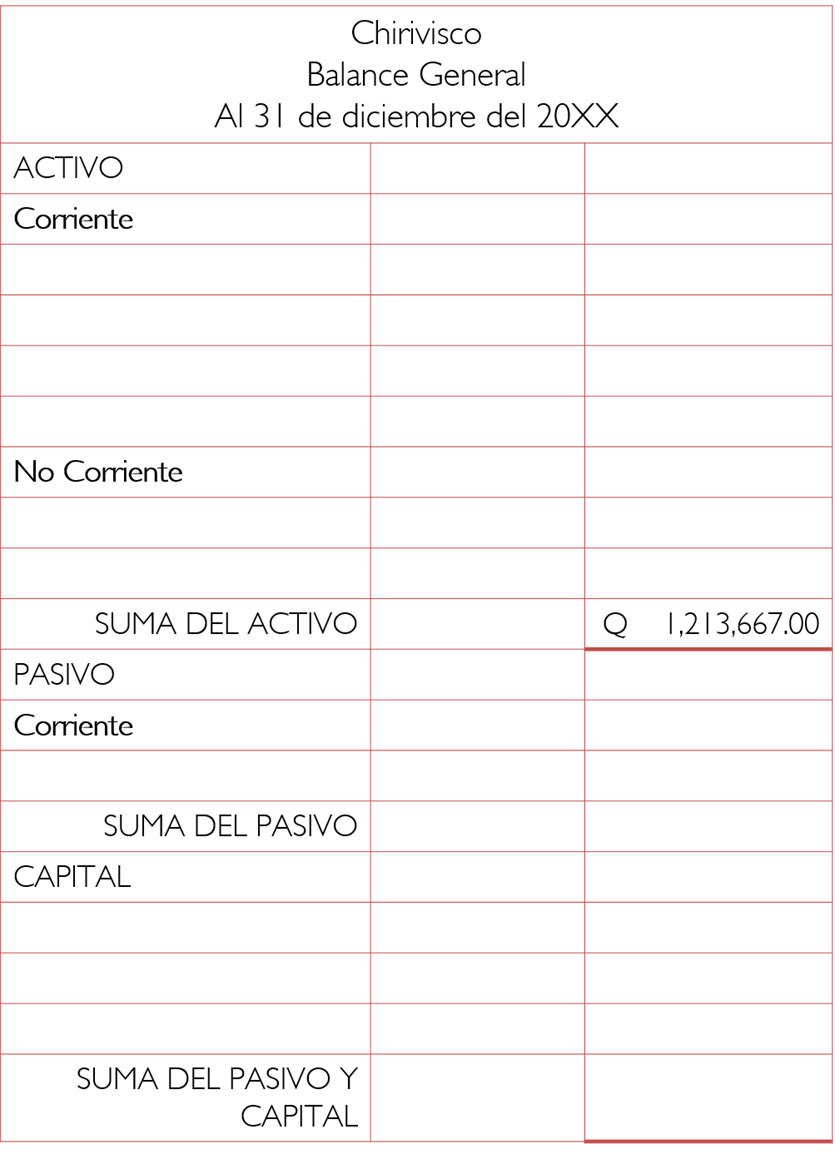 Chirivisco
Balance General
Al 31 de diciembre del 20XX
ACTIVO
Corriente
No Corriente
SUMA DEL ACTIVO Q 1,213,667.00
PASIVO
Corriente
SUMA DEL PASIVO
CAPITAL
SUMA DEL PASIVO Y
CAPITAL